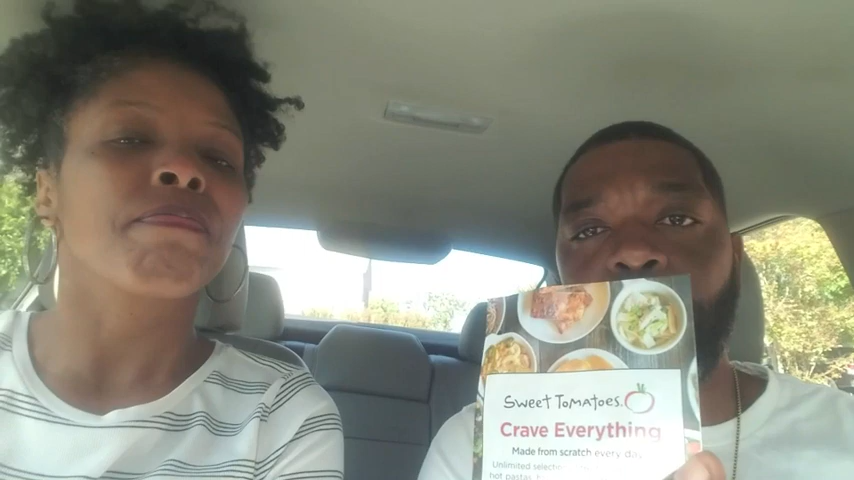 Sweet Tomatoes.
Crave Everything
Made from scratch every day
Unlimited selection
hot pastas,